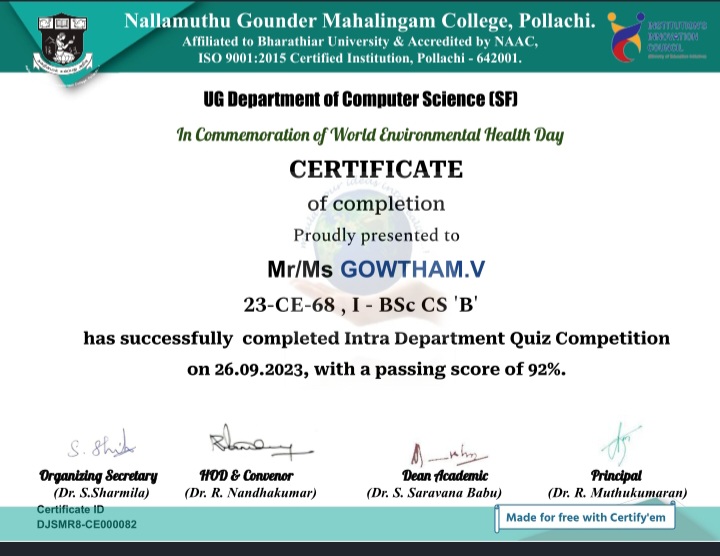 Nallamuthu Gounder Mahalingam College, Pollachi.
Affiliated to Bharathiar University & Accredited by NAAC,
ISO 9001:2015 Certified Institution, Pollachi - 642001.
INSTITUTION'S
INNOVATION
COUNCIL
UG Department of Computer Science (SF)
In Commemoration of World Environmental Health Day
CERTIFICATE
of completion
Proudly presented to
Mr/Ms GOWTHAM.V
23-CE-68 , I - BSc CS 'B'
has successfully completed Intra Department Quiz Competition
on 26.09.2023, with a passing score of 92%.
Organizing Secretary HOD & Convenor Dean Academic Principal
(Dr. S.Sharmila) (Dr. R. Nandhakumar) (Dr. S. Saravana Babu) (Dr. R. Muthukumaran)
Certificate ID
DJSMR8-CE000082
Made for free with Certify'em